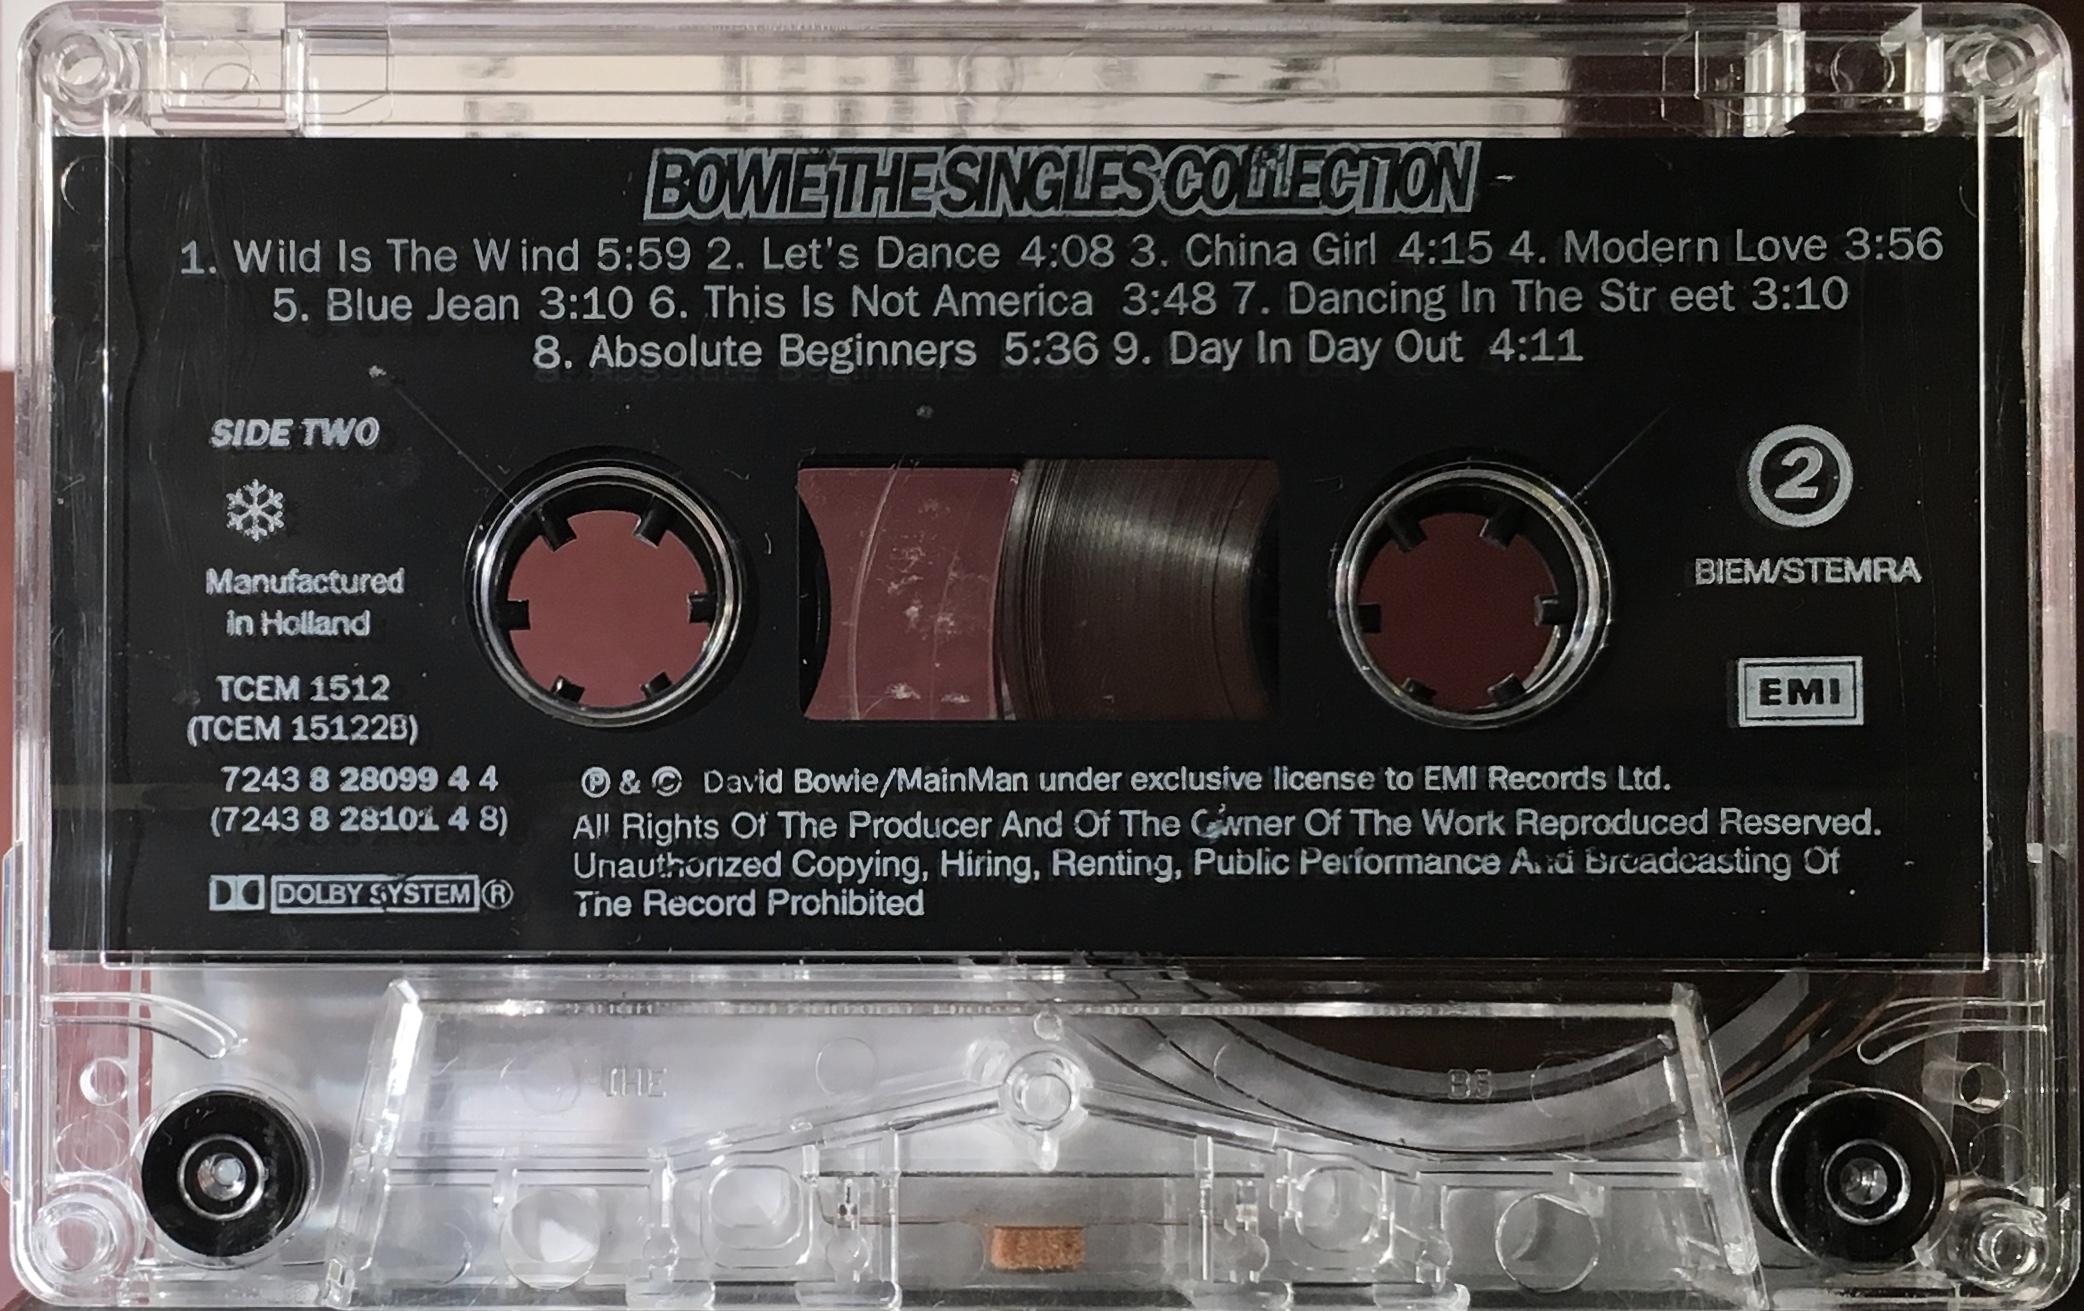 BOWIE THE SINGLES COLLECTION
1. Wild Is The Wind 5:59 2. Let's Dance 4:08 3. China Girl 4:15 4. Modern Love 3:56
5. Blue Jean 3:10 6. This Is Not America 3:48 7. Dancing In The Street 3:10
8. Absolute Beginners 5:36 9. Day In Day Out 4:11
SIDE TWO
2
Manufactured
in Holland
BIEM/STEMRA
TCEM 1512
(TCEM 15122B)
EMI
7243 8 28099 4 4
(7243 8 28101 4 8)
DOLBY SYSTEM®
Ⓟ & © David Bowie/MainMan under exclusive license to EMI Records Ltd.
All Rights Of The Producer And Of The Owner Of The Work Reproduced Reserved.
Unauthorized Copying, Hiring, Renting, Public Performance And Broadcasting Of
The Record Prohibited